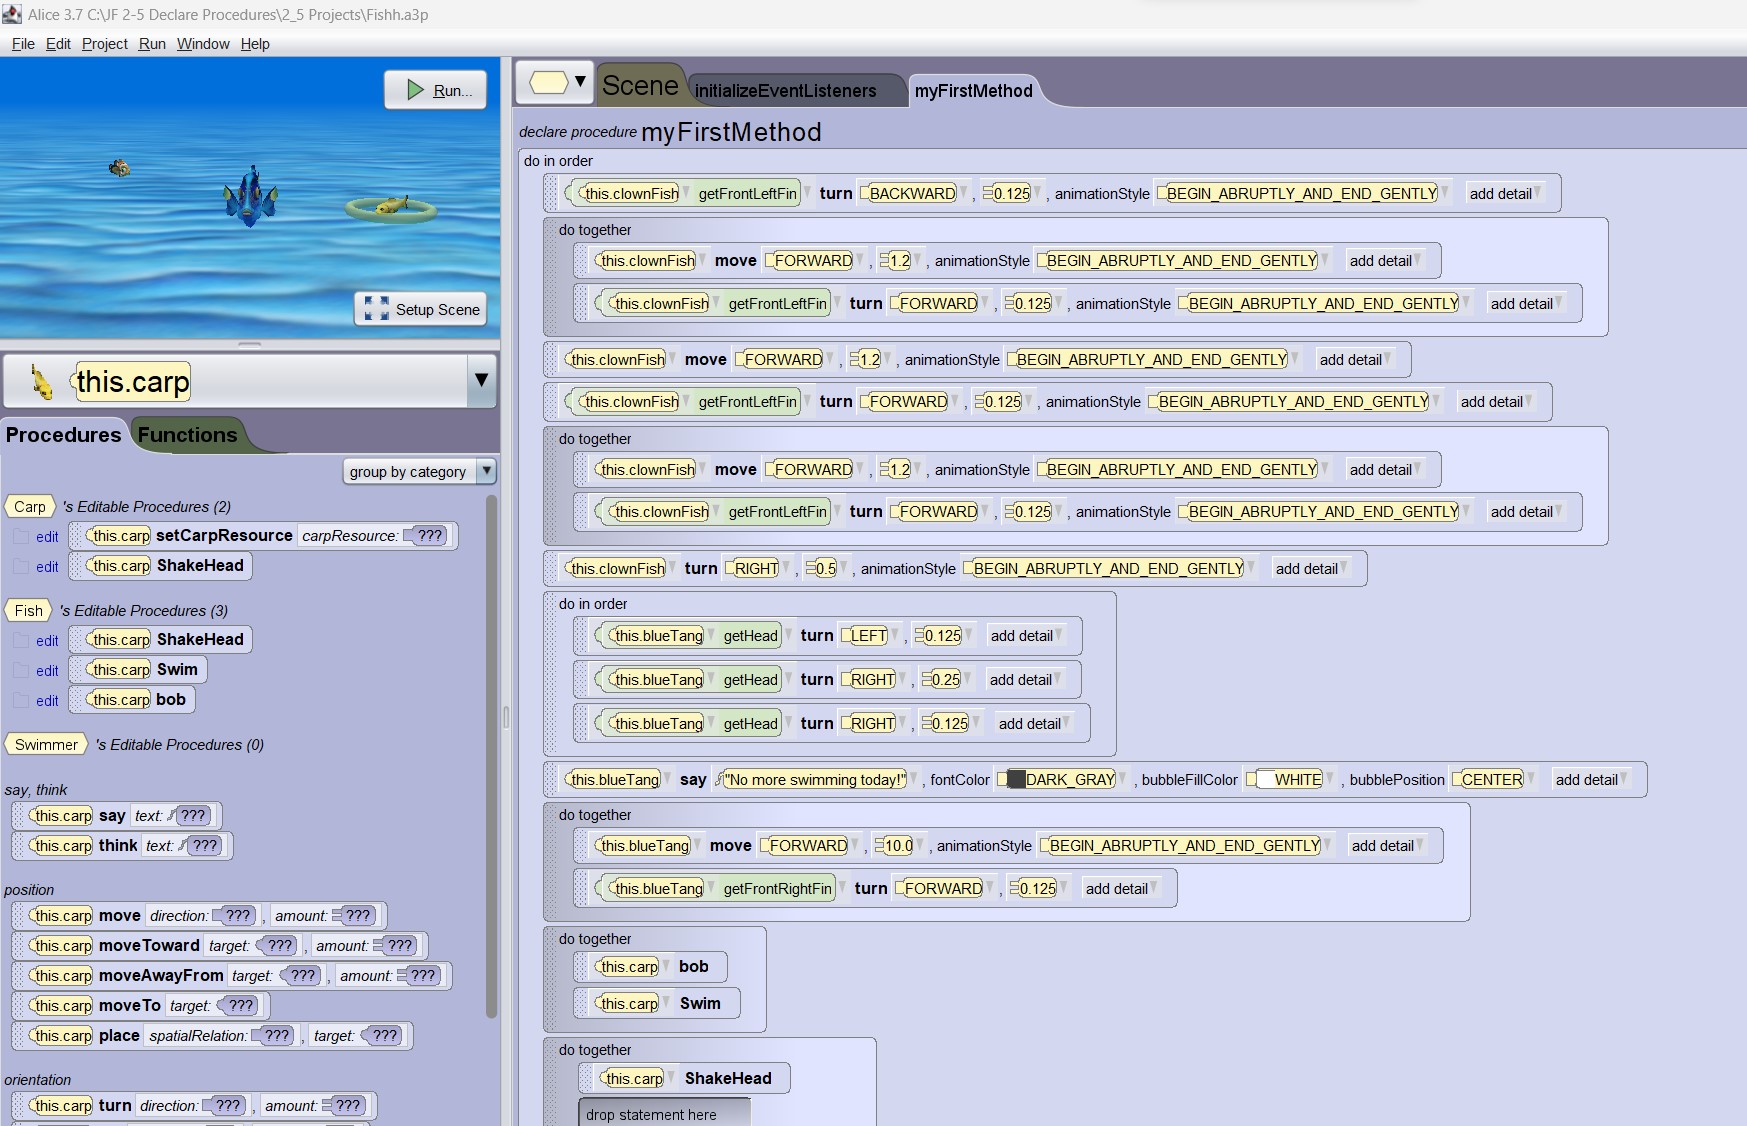 Alice 3.7 C:\JF 2-5 Declare Procedures\2_5 Projects\Fishh.a3p
File Edit Project Run Window Help
Run...
Setup Scene
this.carp
Procedures Functions
group by category
Carp 's Editable Procedures (2)
edit this.carp setCarpResource carpResource: ???
edit this.carp ShakeHead
Fish 's Editable Procedures (3)
edit this.carp ShakeHead
edit this.carp Swim
edit this.carp bob
Swimmer 's Editable Procedures (0)
say, think
this.carp say text: ???
this.carp think text: ???
position
this.carp move direction: ??? , amount: ???
this.carp moveToward target: ??? , amount: ???
this.carp moveAwayFrom target: ??? , amount: ???
this.carp moveTo target: ???
this.carp place spatialRelation: ??? , target: ???
orientation
this.carp turn direction: ??? , amount: ???
Scene initializeEventListeners myFirstMethod
declare procedure myFirstMethod
do in order
this.clownFish getFrontLeftFin turn BACKWARD , 0.125 , animationStyle BEGIN_ABRUPTLY_AND_END_GENTLY add detail
do together
this.clownFish move FORWARD , 1.2 , animationStyle BEGIN_ABRUPTLY_AND_END_GENTLY add detail
this.clownFish getFrontLeftFin turn FORWARD , 0.125 , animationStyle BEGIN_ABRUPTLY_AND_END_GENTLY add detail
this.clownFish move FORWARD , 1.2 , animationStyle BEGIN_ABRUPTLY_AND_END_GENTLY add detail
this.clownFish getFrontLeftFin turn FORWARD , 0.125 , animationStyle BEGIN_ABRUPTLY_AND_END_GENTLY add detail
do together
this.clownFish move FORWARD , 1.2 , animationStyle BEGIN_ABRUPTLY_AND_END_GENTLY add detail
this.clownFish getFrontLeftFin turn FORWARD , 0.125 , animationStyle BEGIN_ABRUPTLY_AND_END_GENTLY add detail
this.clownFish turn RIGHT , 0.5 , animationStyle BEGIN_ABRUPTLY_AND_END_GENTLY add detail
do in order
this.blueTang getHead turn LEFT , 0.125 add detail
this.blueTang getHead turn RIGHT , 0.25 add detail
this.blueTang getHead turn RIGHT , 0.125 add detail
this.blueTang say "No more swimming today!" , fontColor DARK_GRAY , bubbleFillColor WHITE , bubblePosition CENTER add detail
do together
this.blueTang move FORWARD , 10.0 , animationStyle BEGIN_ABRUPTLY_AND_END_GENTLY add detail
this.blueTang getFrontRightFin turn FORWARD , 0.125 add detail
do together
this.carp bob
this.carp Swim
do together
this.carp ShakeHead
drop statement here